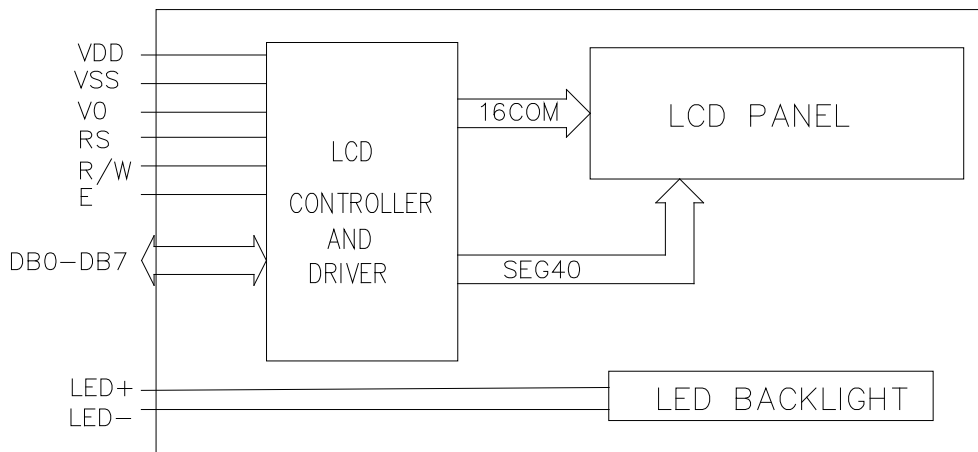 VDD
VSS
V0
RS
R/W
E
DB0-DB7
LED+
LED-
LCD
CONTROLLER
AND
DRIVER
16COM
SEG40
LCD PANEL
LED BACKLIGHT